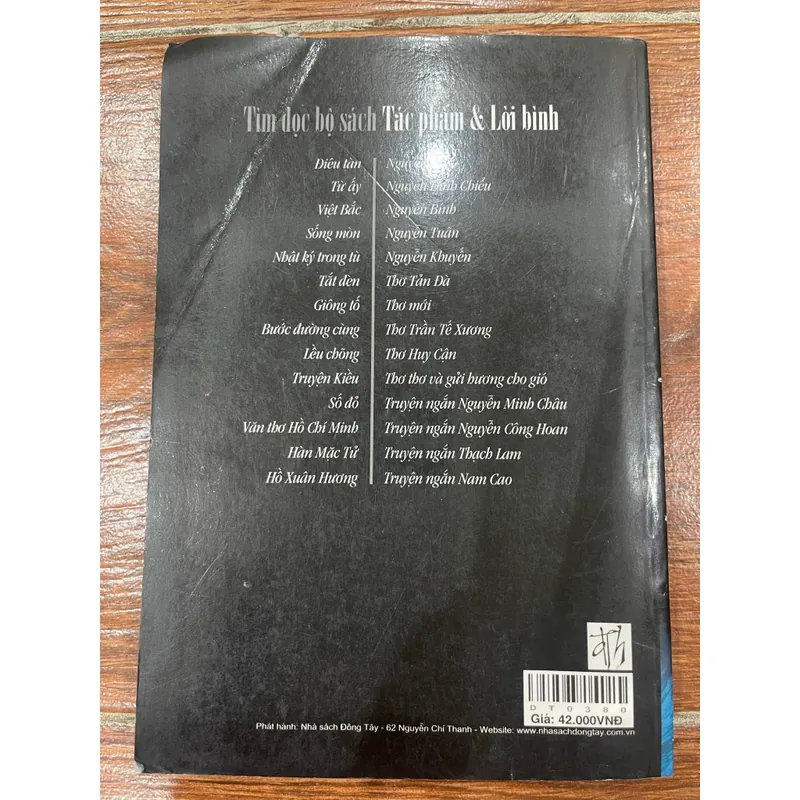 Tìm đọc bộ sách Tác phẩm & Lời bình
Điêu tàn
Từ ấy
Việt Bắc
Sống mòn
Nhật ký trong tù
Tắt đèn
Giông tố
Bước đường cùng
Lều chõng
Truyện Kiều
Số đỏ
Văn thơ Hồ Chí Minh
Hàn Mặc Tử
Hồ Xuân Hương
Nguyễn Đình Chiểu
Nguyễn Bính
Nguyễn Tuân
Nguyễn Khuyến
Thơ Tản Đà
Thơ mới
Thơ Trần Tế Xương
Thơ Huy Cận
Thơ thơ và gửi hương cho gió
Truyện ngắn Nguyễn Minh Châu
Truyện ngắn Nguyễn Công Hoan
Truyện ngắn Thạch Lam
Truyện ngắn Nam Cao
DT0380
Giá: 42.000VNĐ
Phát hành: Nhà sách Đông Tây - 62 Nguyễn Chí Thanh - Website: www.nhasachdongtay.com.vn